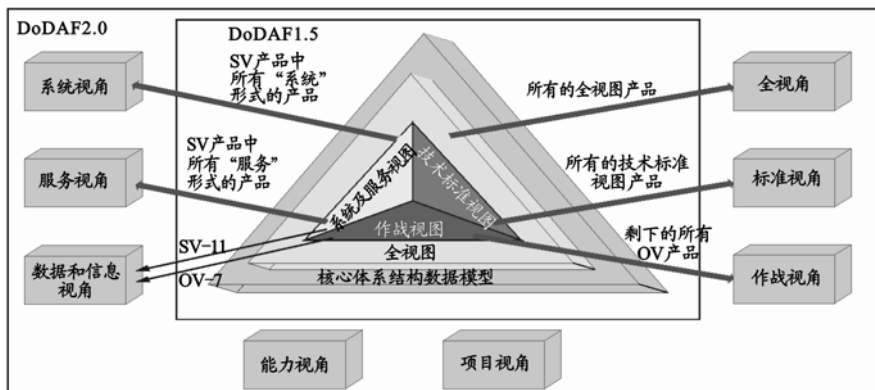 DoDAF2.0
DoDAF1.5
系统视角
SV产品中
所有“系统”
形式的产品
所有的全视图产品
全视角
服务视角
SV产品中
所有“服务”
形式的产品
系统及服务视图
技术标准视图
所有的技术标准
视图产品
标准视角
作战视图
全视图
核心体系结构数据模型
SV-11
OV-7
数据和信息
视角
剩下的所有
OV产品
作战视角
能力视角
项目视角